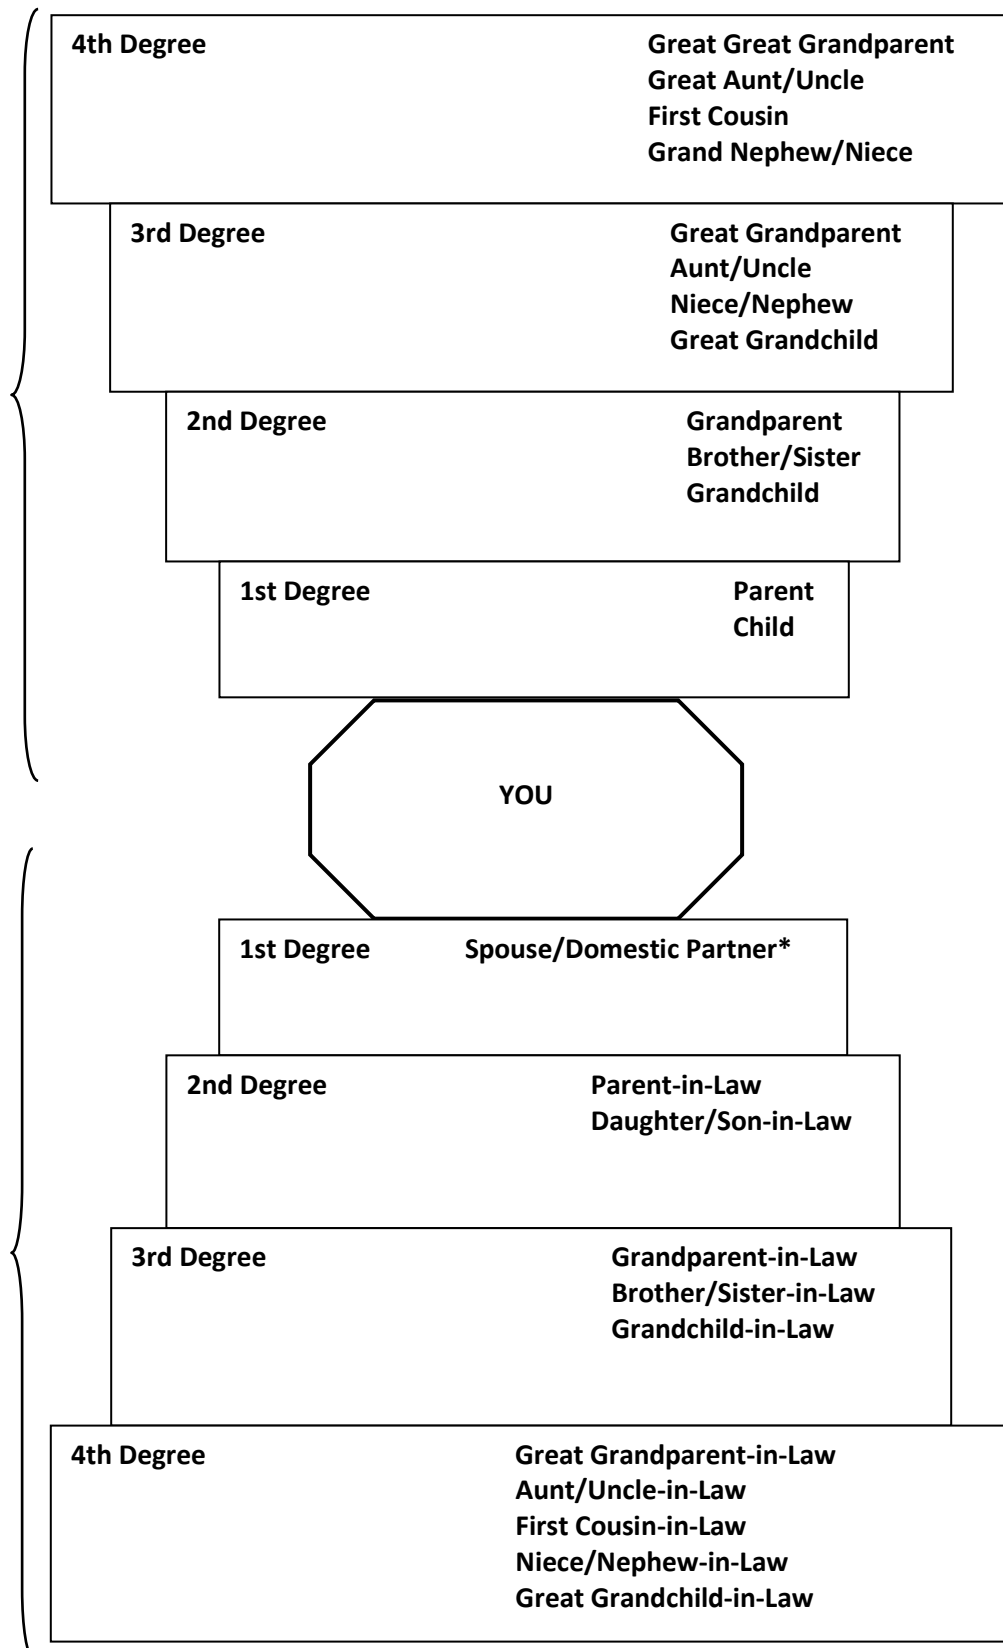 4th Degree Great Great Grandparent
Great Aunt/Uncle
First Cousin
Grand Nephew/Niece
3rd Degree Great Grandparent
Aunt/Uncle
Niece/Nephew
Great Grandchild
2nd Degree Grandparent
Brother/Sister
Grandchild
1st Degree Parent
Child
YOU
1st Degree Spouse/Domestic Partner*
2nd Degree Parent-in-Law
Daughter/Son-in-Law
3rd Degree Grandparent-in-Law
Brother/Sister-in-Law
Grandchild-in-Law
4th Degree Great Grandparent-in-Law
Aunt/Uncle-in-Law
First Cousin-in-Law
Niece/Nephew-in-Law
Great Grandchild-in-Law